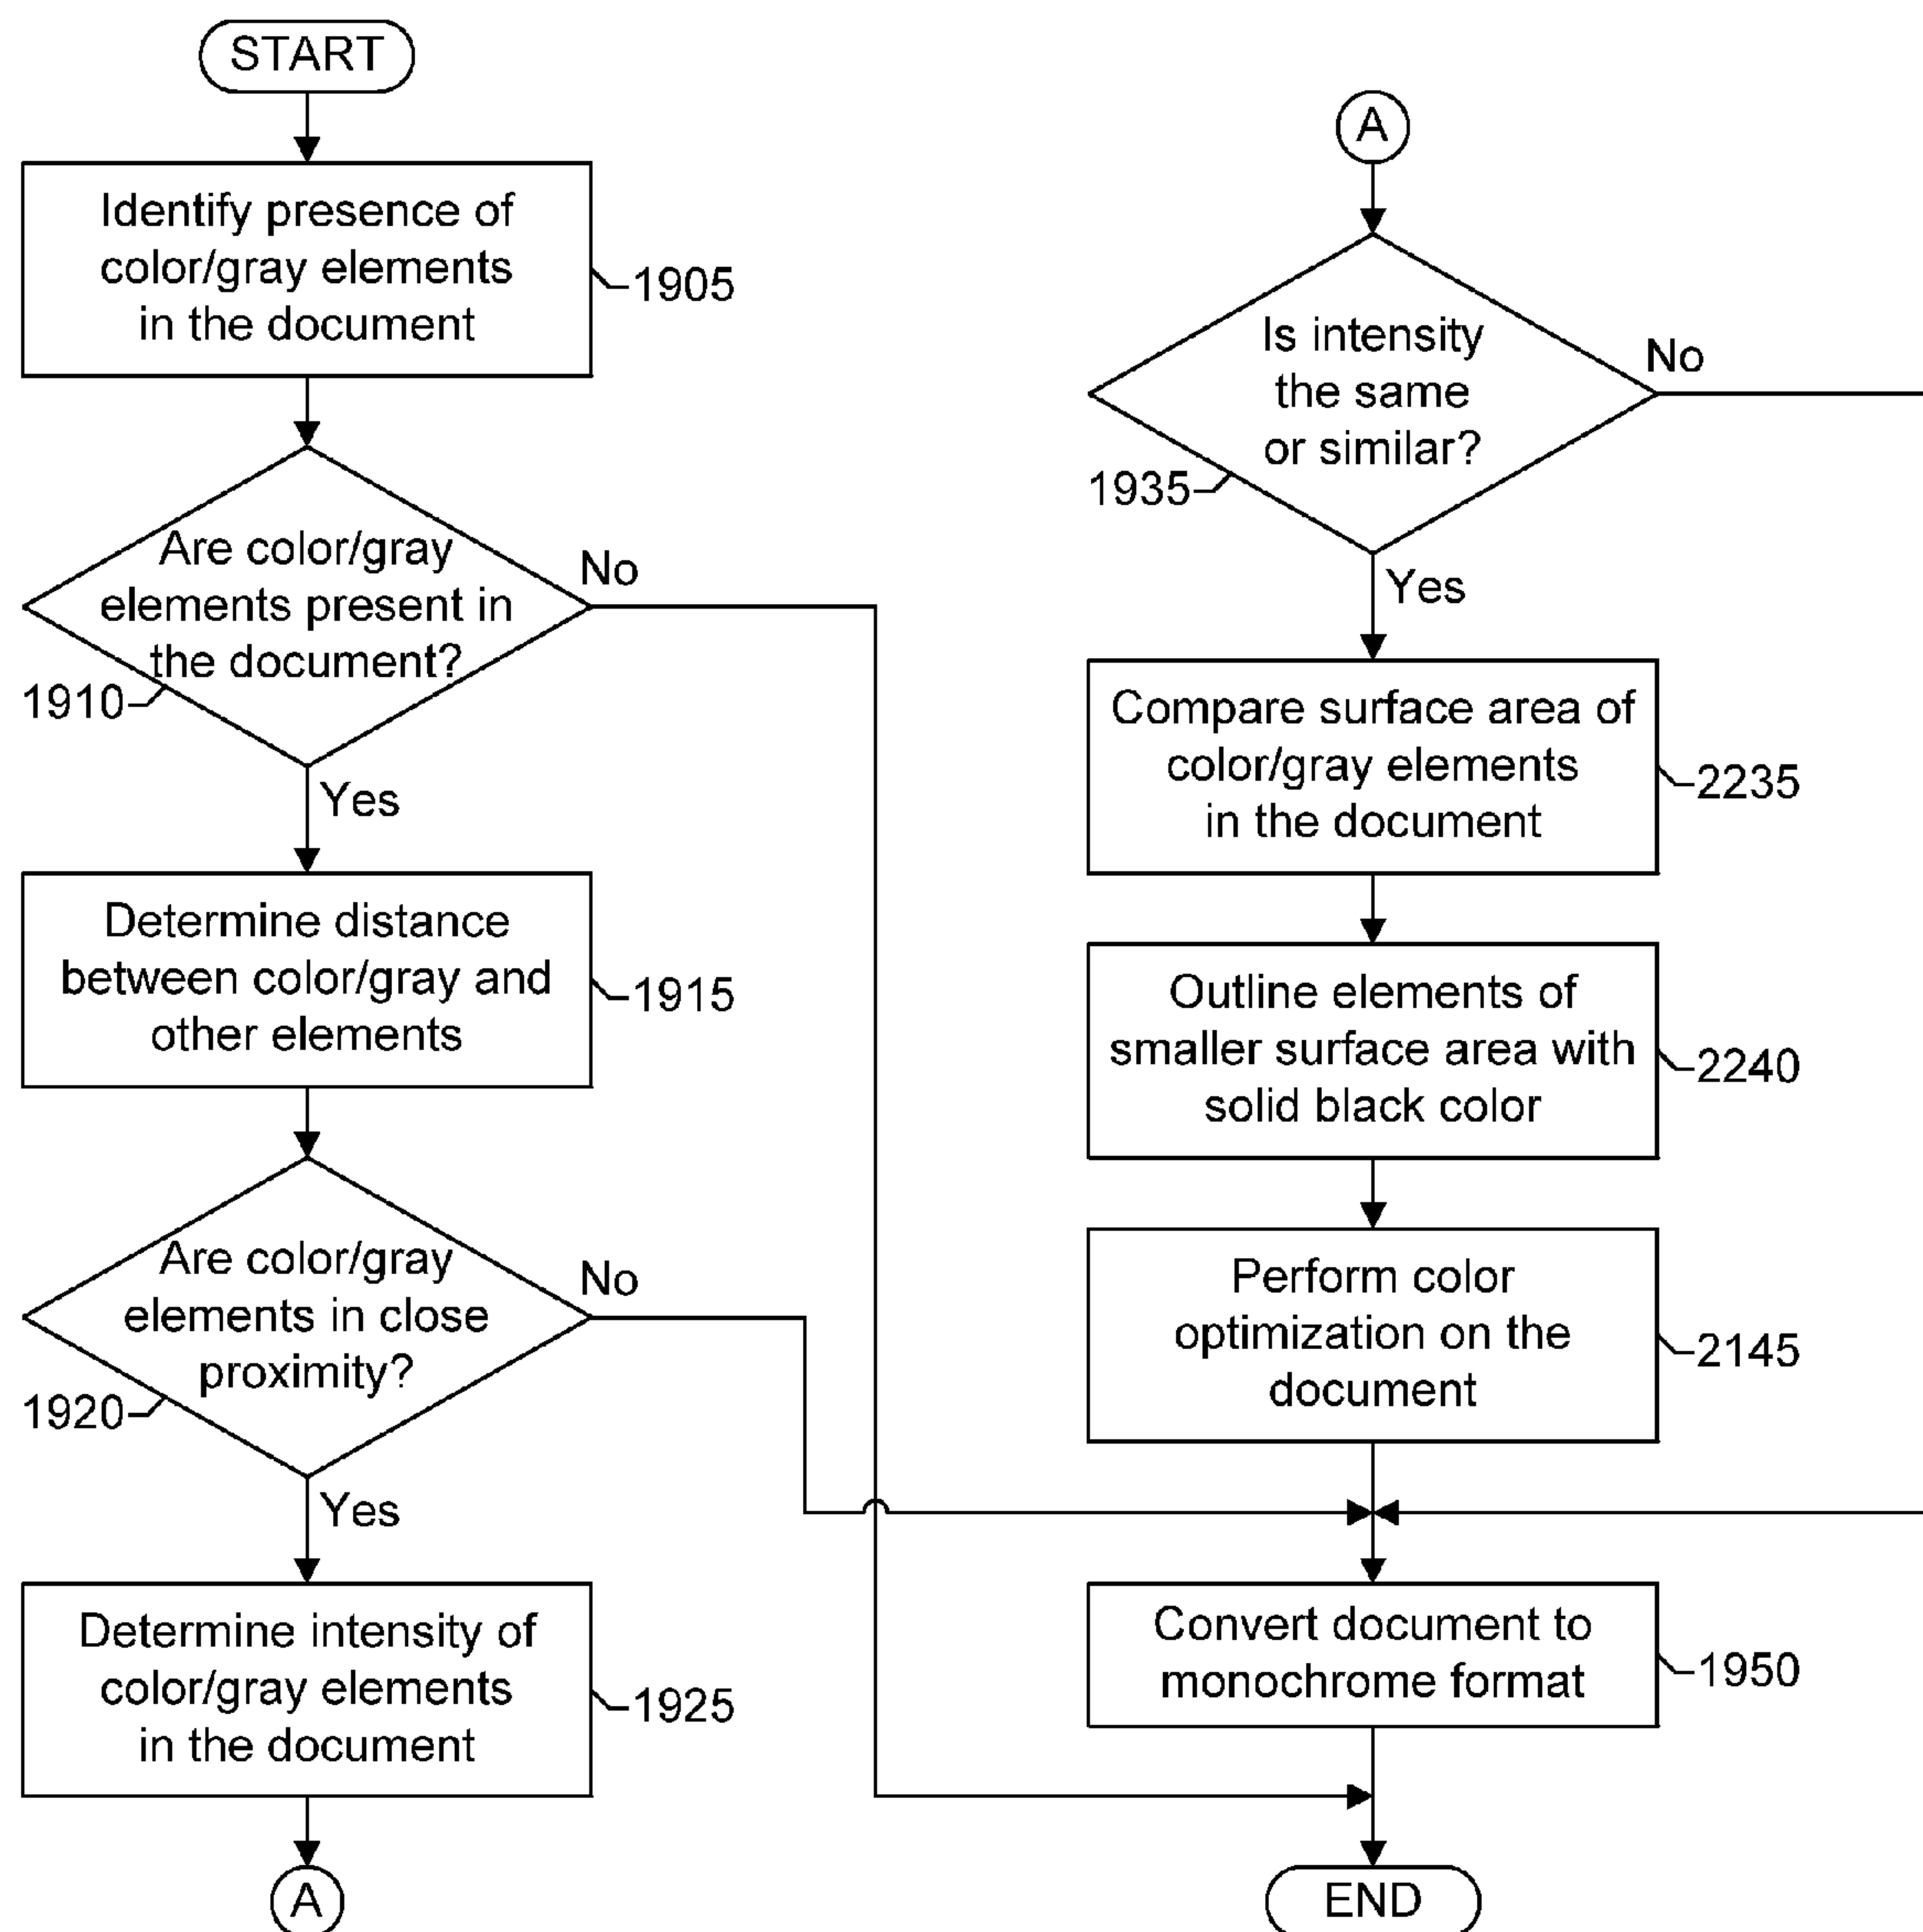 START
Identify presence of
color/gray elements
in the document
1905
Are color/gray
elements present in
the document?
No
1910
Yes
Determine distance
between color/gray and
other elements
1915
Are color/gray
elements in close
proximity?
No
1920
Yes
Determine intensity of
color/gray elements
in the document
1925
A
A
Is intensity
the same
or similar?
No
1935
Yes
Compare surface area of
color/gray elements
in the document
2235
Outline elements of
smaller surface area with
solid black color
2240
Perform color
optimization on the
document
2145
Convert document to
monochrome format
1950
END